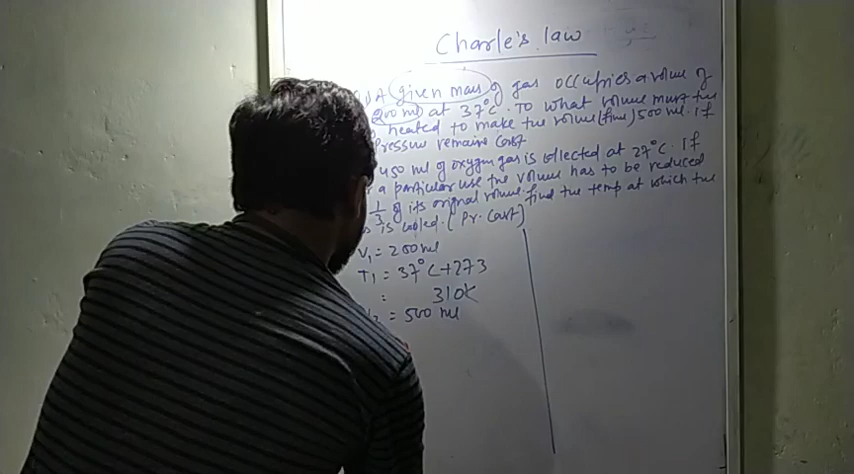 Charle's law
1) A given mass of gas occupies a volume of
200 ml at 37°C. To what volume must the
heated to make the volume (final) 500 ml. if
Pressure remains Const
450 ml of oxygen gas is collected at 27°C. If
a particular use the volume has to be reduced
1/3 of its original volume. find the temp at which the
is cooled. [Pr. Cost]
V₁ = 200 ml
T₁ = 37°C + 273
: 310K
= 500 ml